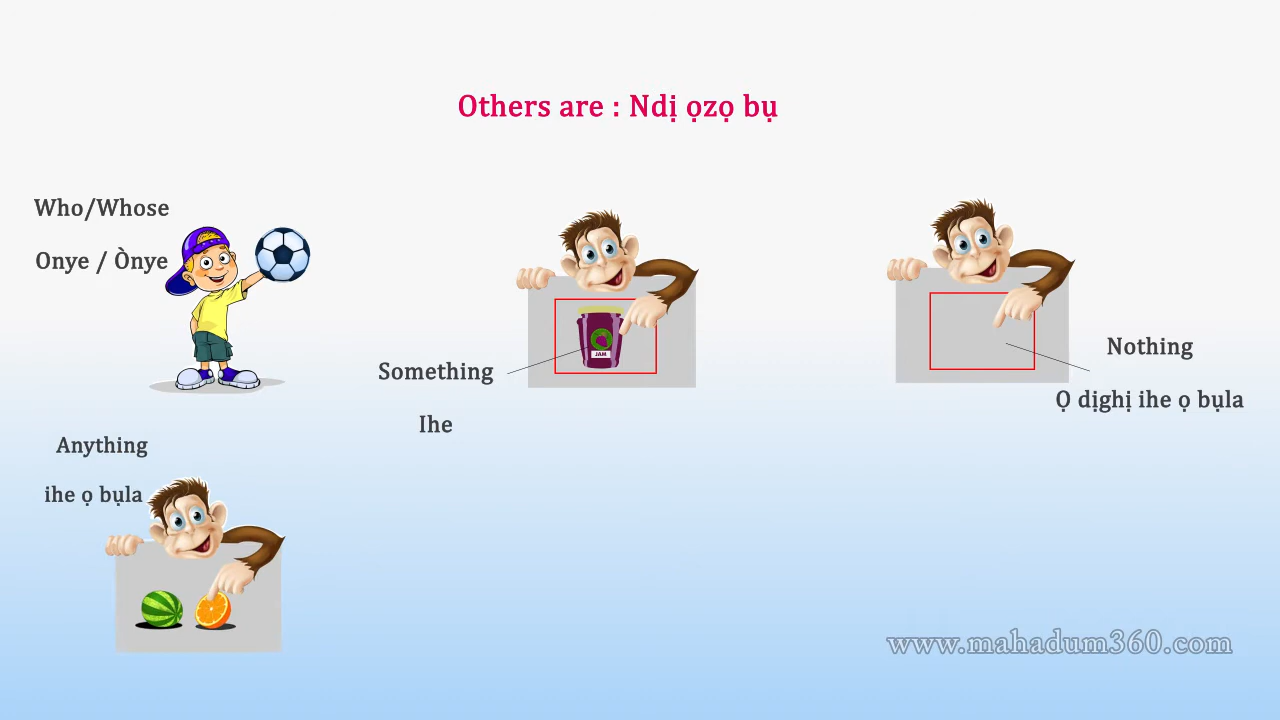 Others are : Ndị ọzọ bụ
Who/Whose
Onye / Ònye
Something
Ihe
JAM
Nothing
Ọ dịghị ihe ọ bụla
Anything
ihe ọ bụla
www.mahadum360.com